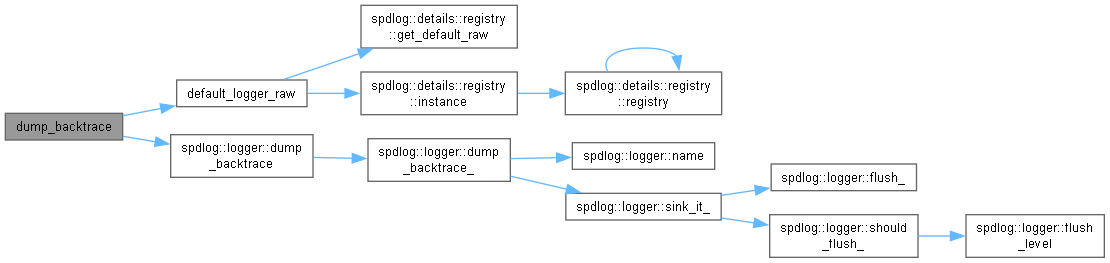 dump_backtrace
default_logger_raw
spdlog::details::registry
::get_default_raw
spdlog::details::registry
::instance
spdlog::details::registry
::registry
spdlog::logger::dump
_backtrace
spdlog::logger::dump
_backtrace_
spdlog::logger::name
spdlog::logger::sink_it_
spdlog::logger::flush_
spdlog::logger::should
_flush_
spdlog::logger::flush
_level